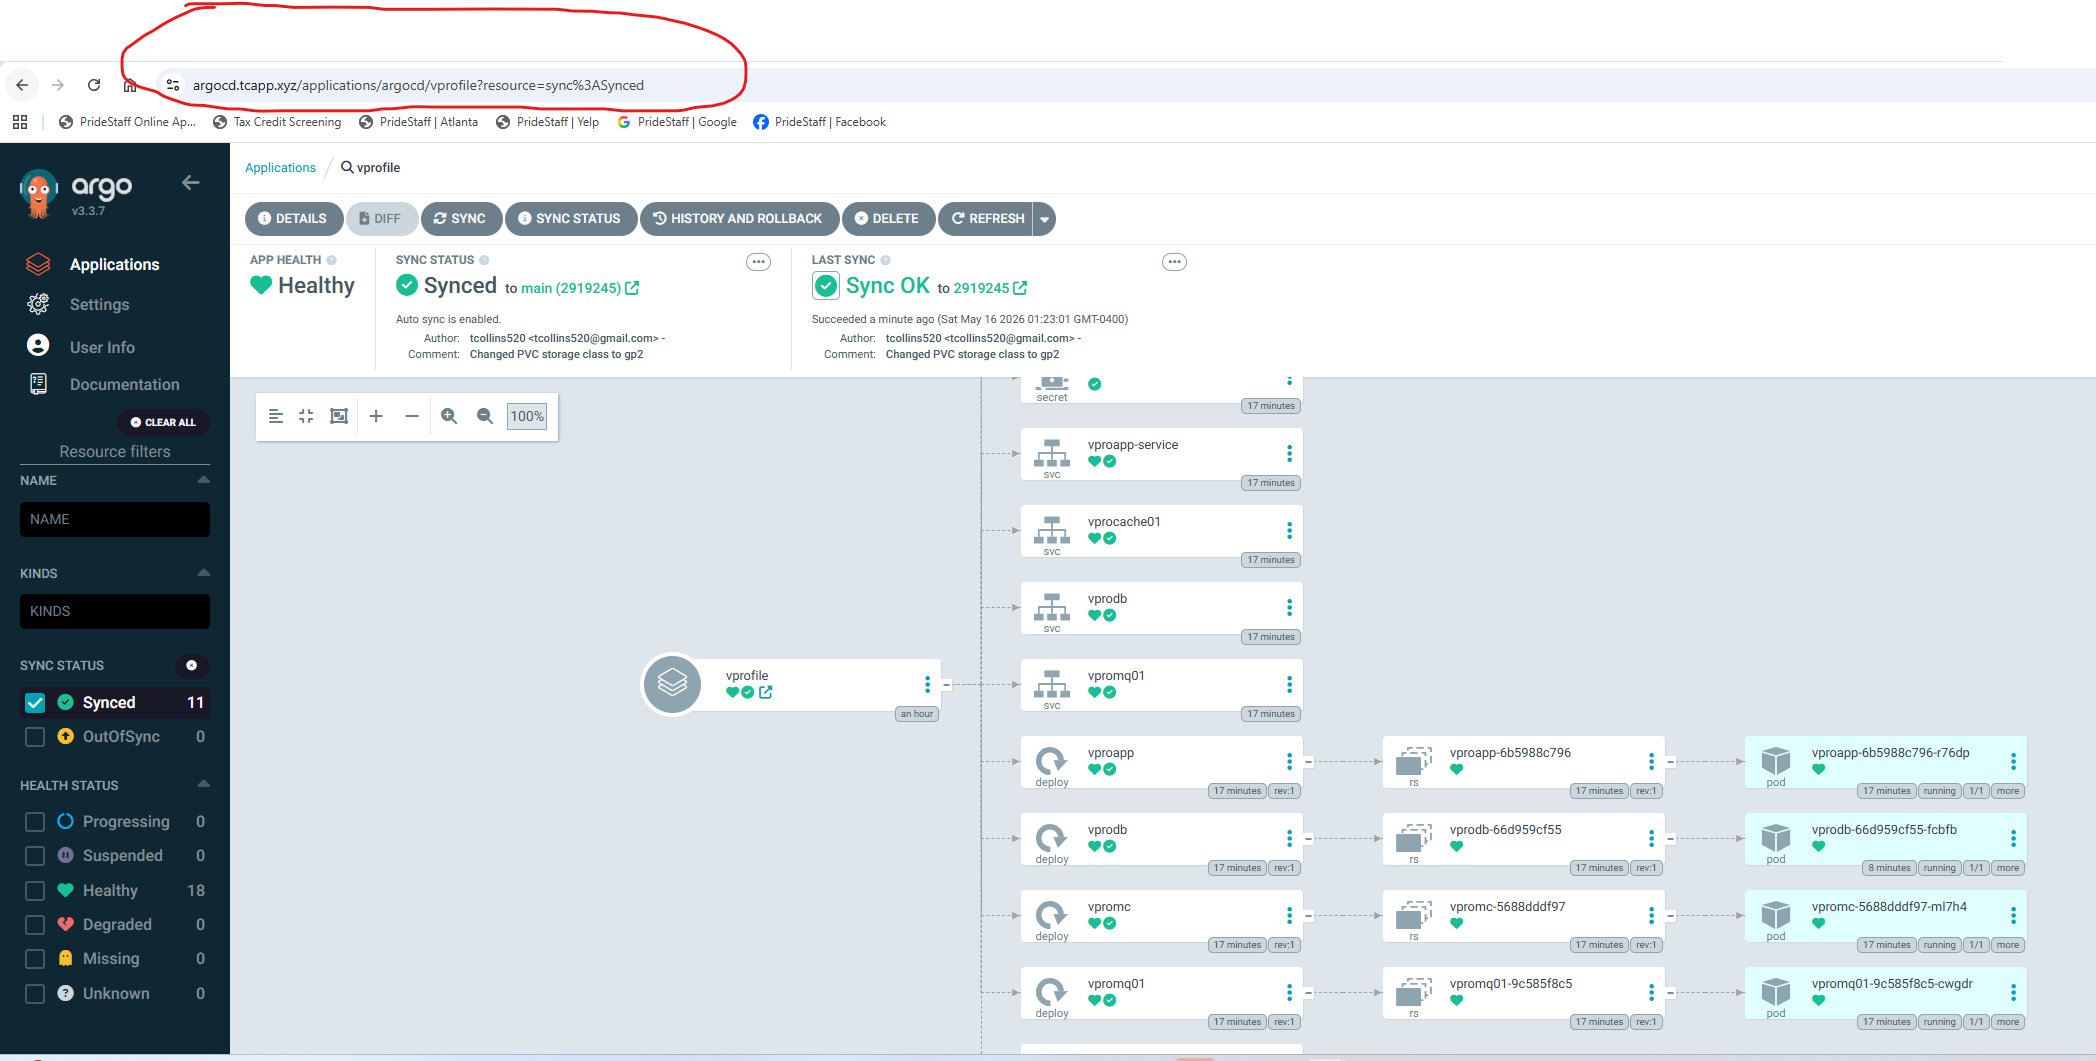 argocd.tcapp.xyz/applications/argocd/vprofile?resource=sync%3ASynced
PrideStaff Online Ap... Tax Credit Screening PrideStaff | Atlanta PrideStaff | Yelp PrideStaff | Google PrideStaff | Facebook
argo
v3.3.7
Applications
Settings
User Info
Documentation
CLEAR ALL
Resource filters
NAME
NAME
KINDS
KINDS
SYNC STATUS
Synced 11
OutOfSync 0
HEALTH STATUS
Progressing 0
Suspended 0
Healthy 18
Degraded 0
Missing 0
Unknown 0
Applications / vprofile
DETAILS DIFF SYNC SYNC STATUS HISTORY AND ROLLBACK DELETE REFRESH
APP HEALTH
Healthy
SYNC STATUS
Synced to main (2919245)
Auto sync is enabled.
Author: tcollins520 <tcollins520@gmail.com> -
Comment: Changed PVC storage class to gp2
LAST SYNC
Sync OK to 2919245
Succeeded a minute ago (Sat May 16 2026 01:23:01 GMT-0400)
Author: tcollins520 <tcollins520@gmail.com> -
Comment: Changed PVC storage class to gp2
100%
vprofile
an hour
secret
17 minutes
vproapp-service
svc
17 minutes
vprocache01
svc
17 minutes
vprodb
svc
17 minutes
vpromq01
svc
17 minutes
vproapp
deploy
17 minutes rev:1
vproapp-6b5988c796
rs
17 minutes rev:1
vproapp-6b5988c796-r76dp
pod
17 minutes running 1/1 more
vprodb
deploy
17 minutes rev:1
vprodb-66d959cf55
rs
17 minutes rev:1
vprodb-66d959cf55-fcbfb
pod
8 minutes running 1/1 more
vpromc
deploy
17 minutes rev:1
vpromc-5688dddf97
rs
17 minutes rev:1
vpromc-5688dddf97-ml7h4
pod
17 minutes running 1/1 more
vpromq01
deploy
17 minutes rev:1
vpromq01-9c585f8c5
rs
17 minutes rev:1
vpromq01-9c585f8c5-cwgdr
pod
17 minutes running 1/1 more